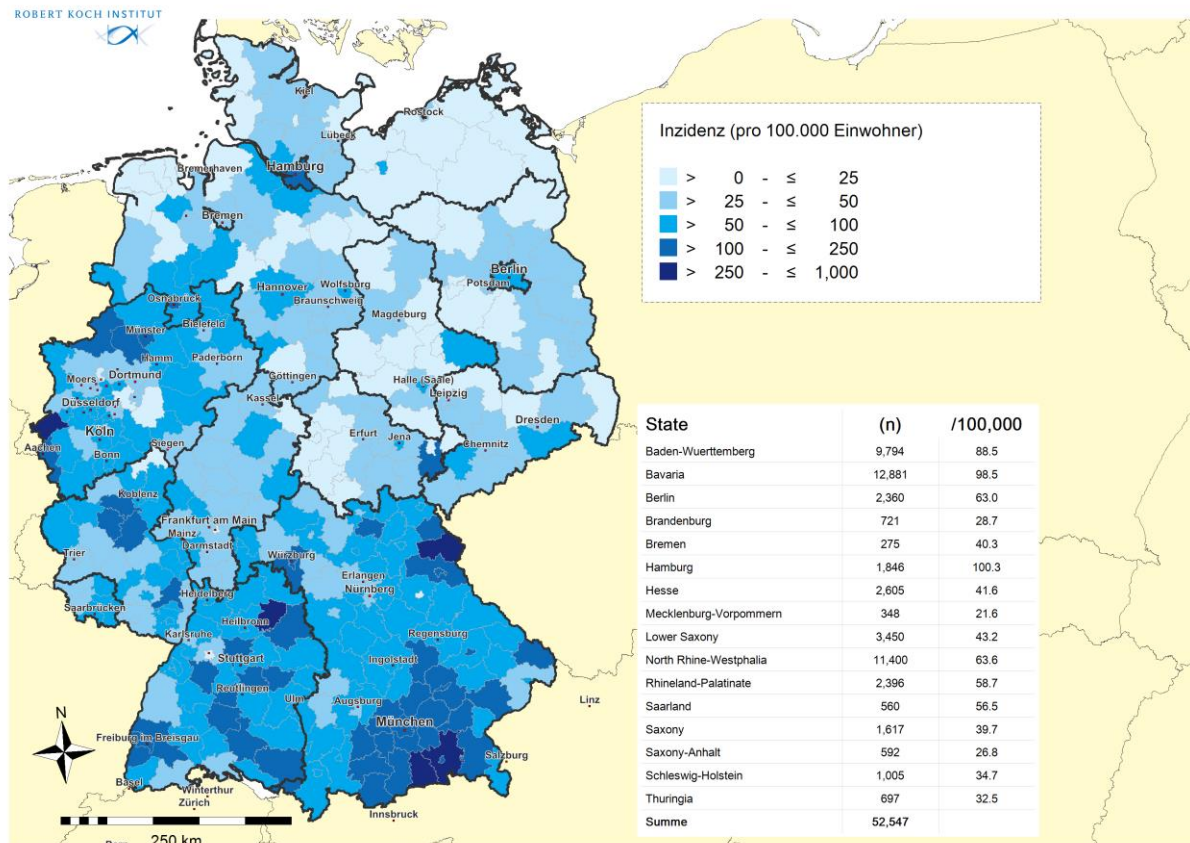 ROBERT KOCH INSTITUT
Kiel
Rostock
Lübeck
Hamburg
Bremerhaven
Bremen
Berlin
Potsdam
Hannover
Wolfsburg
Braunschweig
Osnabrück
Magdeburg
Münster
Bielefeld
Hamm
Paderborn
Moers
Dortmund
Göttingen
Halle (Saale)
Leipzig
Düsseldorf
Kassel
Dresden
Köln
Erfurt
Jena
Chemnitz
Aachen
Siegen
Bonn
Koblenz
Frankfurt am Main
Mainz
Darmstadt
Trier
Würzburg
Erlangen
Nürnberg
Heidelberg
Saarbrücken
Heilbronn
Karlsruhe
Regensburg
Stuttgart
Ingolstadt
Reutlingen
Ulm
Augsburg
Linz
München
Freiburg im Breisgau
Salzburg
Basel
Winterthur
Zürich
Innsbruck
N
250 km
Inzidenz (pro 100.000 Einwohner)
> 0 - ≤ 25
> 25 - ≤ 50
> 50 - ≤ 100
> 100 - ≤ 250
> 250 - ≤ 1,000
State (n) /100,000
Baden-Wuerttemberg 9,794 88.5
Bavaria 12,881 98.5
Berlin 2,360 63.0
Brandenburg 721 28.7
Bremen 275 40.3
Hamburg 1,846 100.3
Hesse 2,605 41.6
Mecklenburg-Vorpommern 348 21.6
Lower Saxony 3,450 43.2
North Rhine-Westphalia 11,400 63.6
Rhineland-Palatinate 2,396 58.7
Saarland 560 56.5
Saxony 1,617 39.7
Saxony-Anhalt 592 26.8
Schleswig-Holstein 1,005 34.7
Thuringia 697 32.5
Summe 52,547